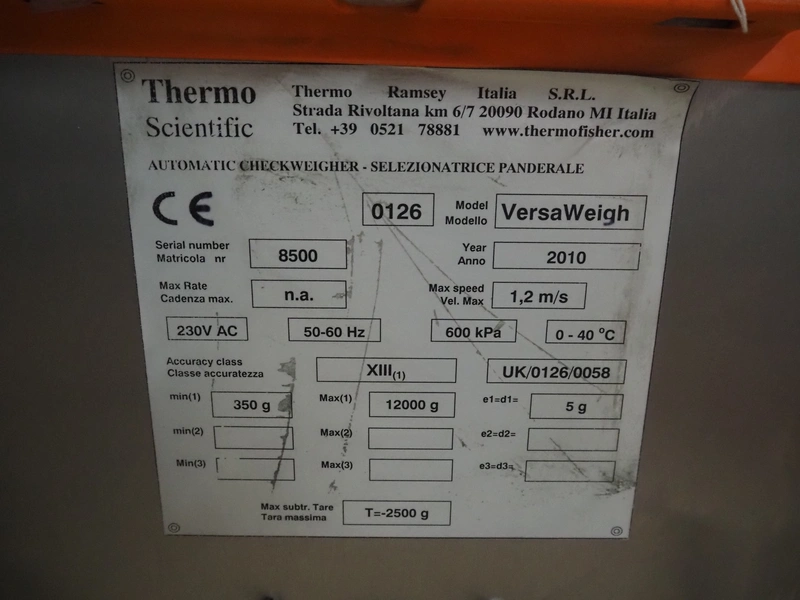 Thermo
Scientific
Thermo Ramsey Italia S.R.L.
Strada Rivoltana km 6/7 20090 Rodano MI Italia
Tel. +39 0521 78881 www.thermofisher.com
AUTOMATIC CHECKWEIGHER - SELEZIONATRICE PANDERALE
CE 0126 Model VersaWeigh
Modello
Serial number 8500 Year 2010
Matricola nr Anno
Max Rate n.a. Max speed 1,2 m/s
Cadenza max. Vel. Max
230V AC 50-60 Hz 600 kPa 0 - 40 °C
Accuracy class XIII(1) UK/0126/0058
Classe accuratezza
min(1) 350 g Max(1) 12000 g e1=d1= 5 g
min(2) Max(2) e2=d2=
Min(3) Max(3) e3=d3=
Max subtr. Tare T=-2500 g
Tara massima